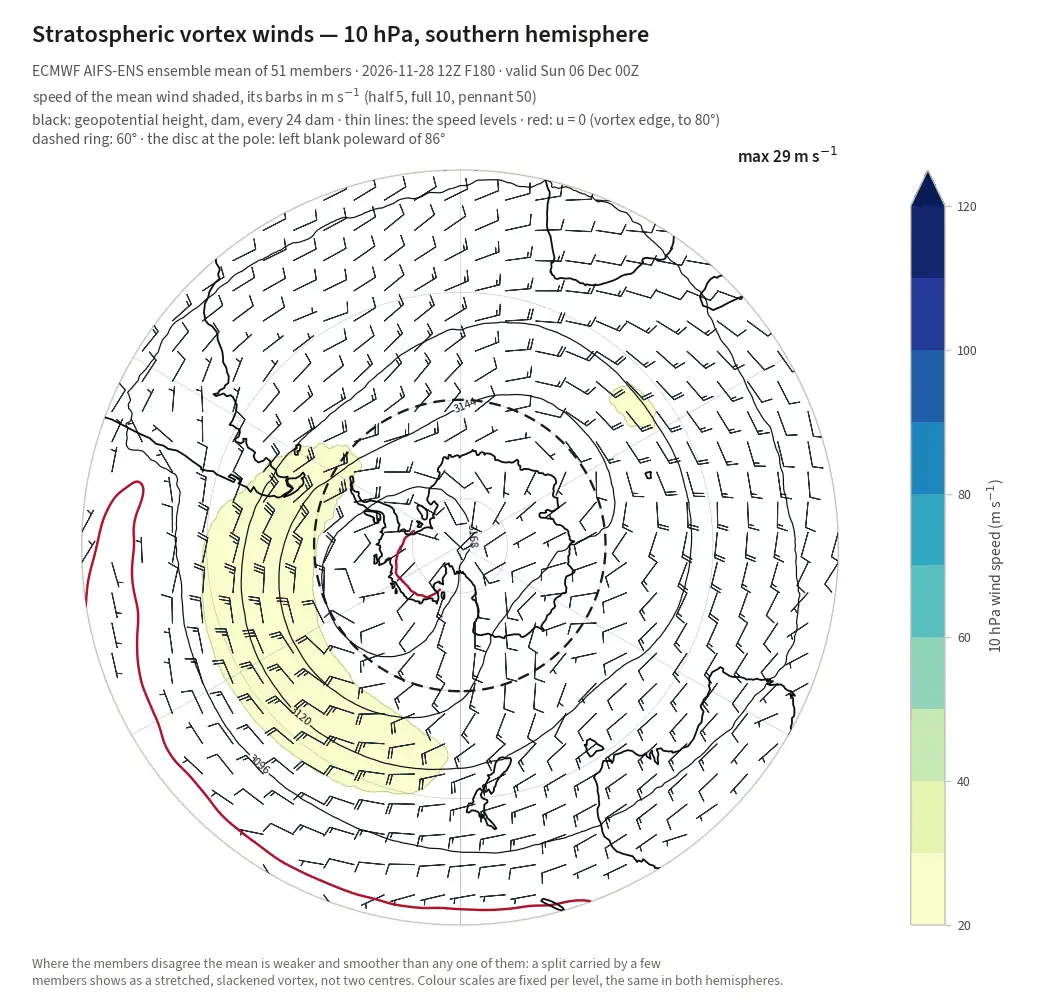 Stratospheric vortex winds — 10 hPa, southern hemisphere
ECMWF AIFS-ENS ensemble mean of 51 members · 2026-11-28 12Z F180 · valid Sun 06 Dec 00Z
speed of the mean wind shaded, its barbs in m s⁻¹ (half 5, full 10, pennant 50)
black: geopotential height, dam, every 24 dam · thin lines: the speed levels · red: u = 0 (vortex edge, to 80°)
dashed ring: 60° · the disc at the pole: left blank poleward of 86°
max 29 m s⁻¹
120
100
80
60
40
20
10 hPa wind speed (m s⁻¹)
3144
3168
3120
3096
Where the members disagree the mean is weaker and smoother than any one of them: a split carried by a few
members shows as a stretched, slackened vortex, not two centres. Colour scales are fixed per level, the same in both hemispheres.